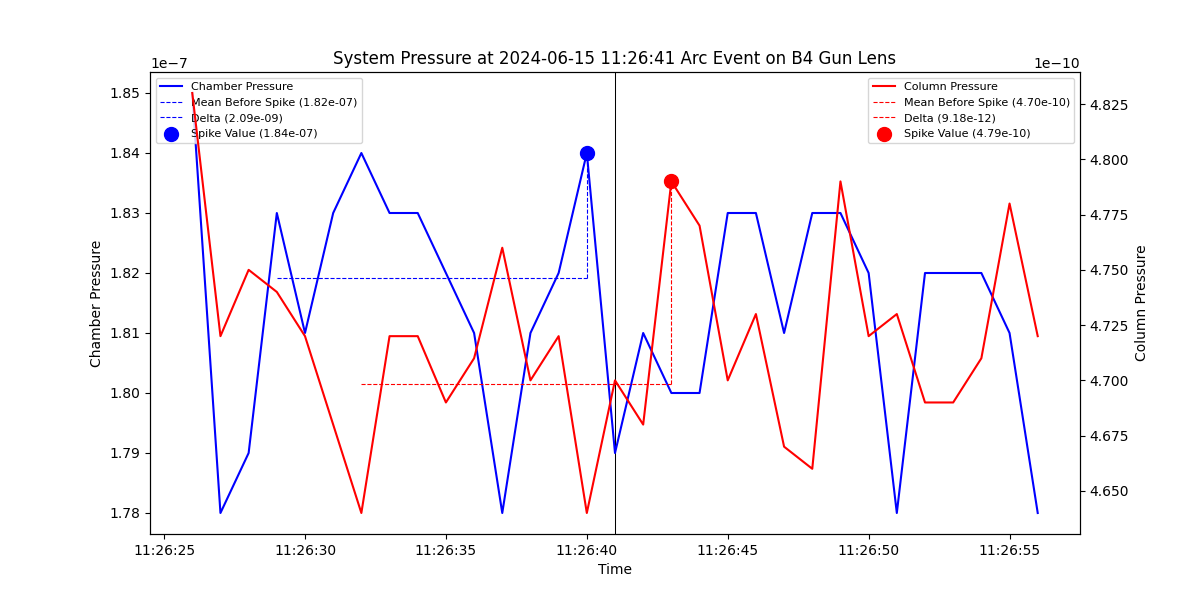 System Pressure at 2024-06-15 11:26:41 Arc Event on B4 Gun Lens
1e−7
1e−10
Chamber Pressure
Mean Before Spike (1.82e-07)
Delta (2.09e-09)
Spike Value (1.84e-07)
Column Pressure
Mean Before Spike (4.70e-10)
Delta (9.18e-12)
Spike Value (4.79e-10)
Chamber Pressure
1.85
1.84
1.83
1.82
1.81
1.80
1.79
1.78
4.825
4.800
4.775
4.750
4.725
4.700
4.675
4.650
Column Pressure
11:26:25 11:26:30 11:26:35 11:26:40 11:26:45 11:26:50 11:26:55
Time